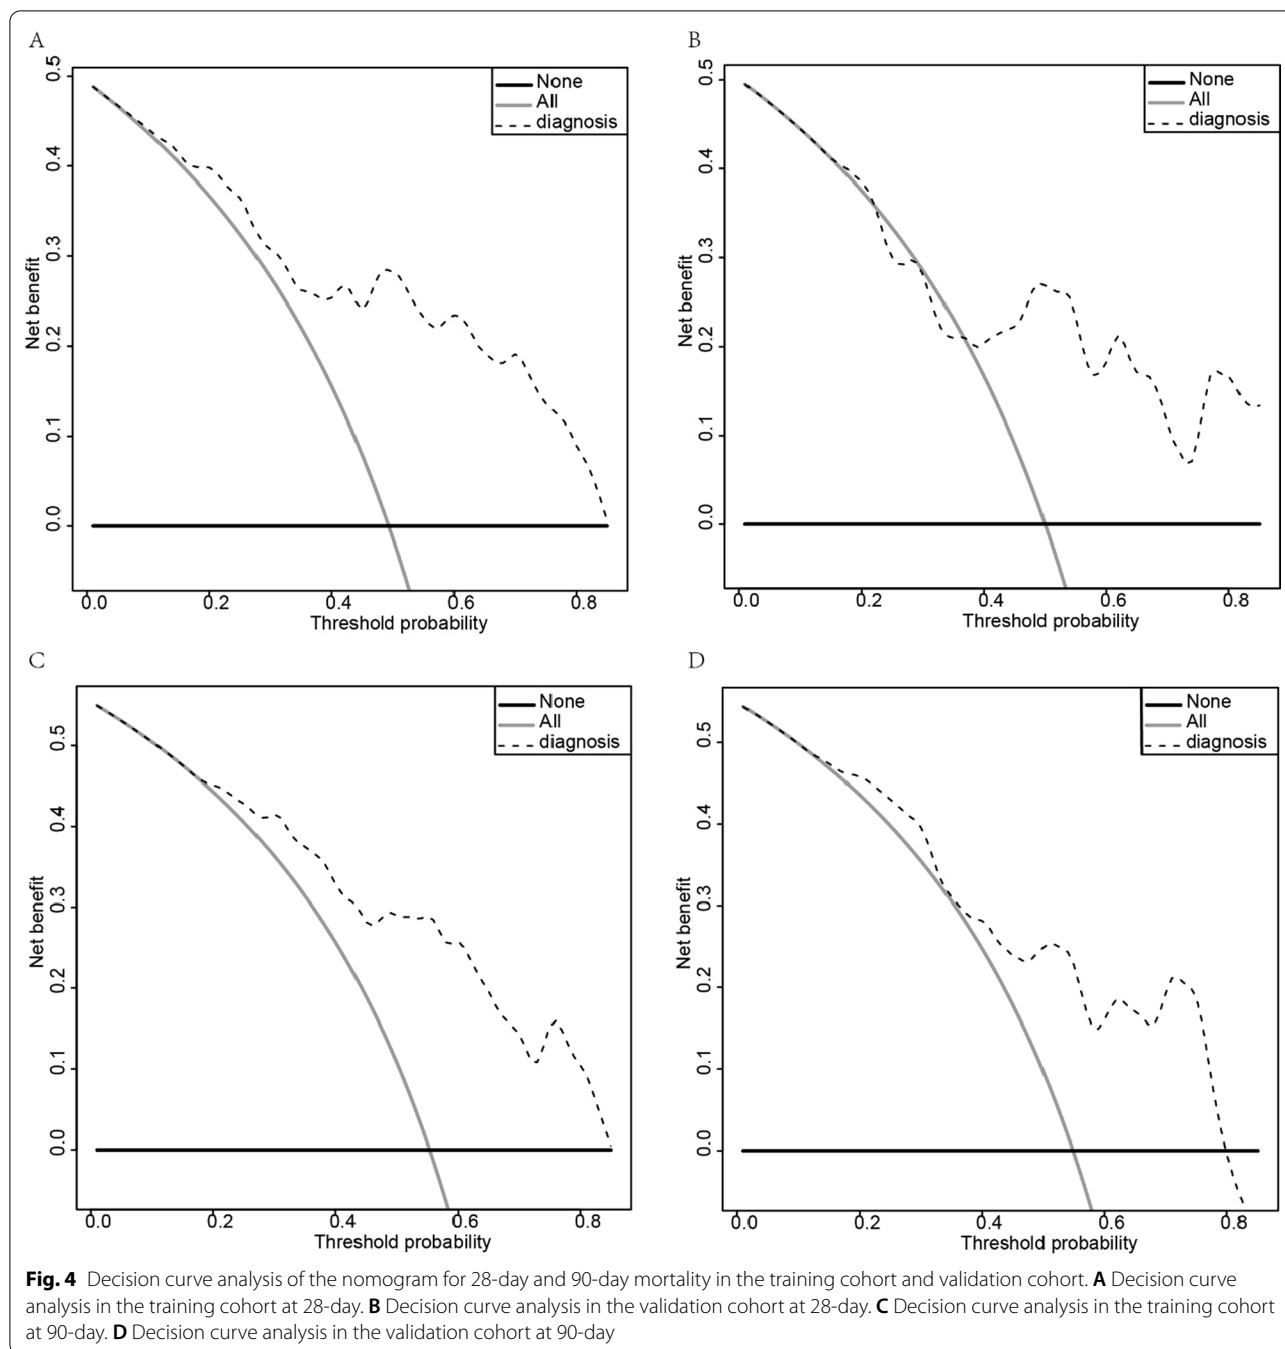 A
None
All
diagnosis
0.5
0.4
0.3
0.2
0.1
0.0
Net benefit
0.0 0.2 0.4 0.6 0.8
Threshold probability
B
None
All
diagnosis
0.5
0.4
0.3
0.2
0.1
0.0
Net benefit
0.0 0.2 0.4 0.6 0.8
Threshold probability
C
None
All
diagnosis
0.5
0.4
0.3
0.2
0.1
0.0
Net benefit
0.0 0.2 0.4 0.6 0.8
Threshold probability
D
None
All
diagnosis
0.5
0.4
0.3
0.2
0.1
0.0
Net benefit
0.0 0.2 0.4 0.6 0.8
Threshold probability
Fig. 4 Decision curve analysis of the nomogram for 28-day and 90-day mortality in the training cohort and validation cohort. A Decision curve
analysis in the training cohort at 28-day. B Decision curve analysis in the validation cohort at 28-day. C Decision curve analysis in the training cohort
at 90-day. D Decision curve analysis in the validation cohort at 90-day